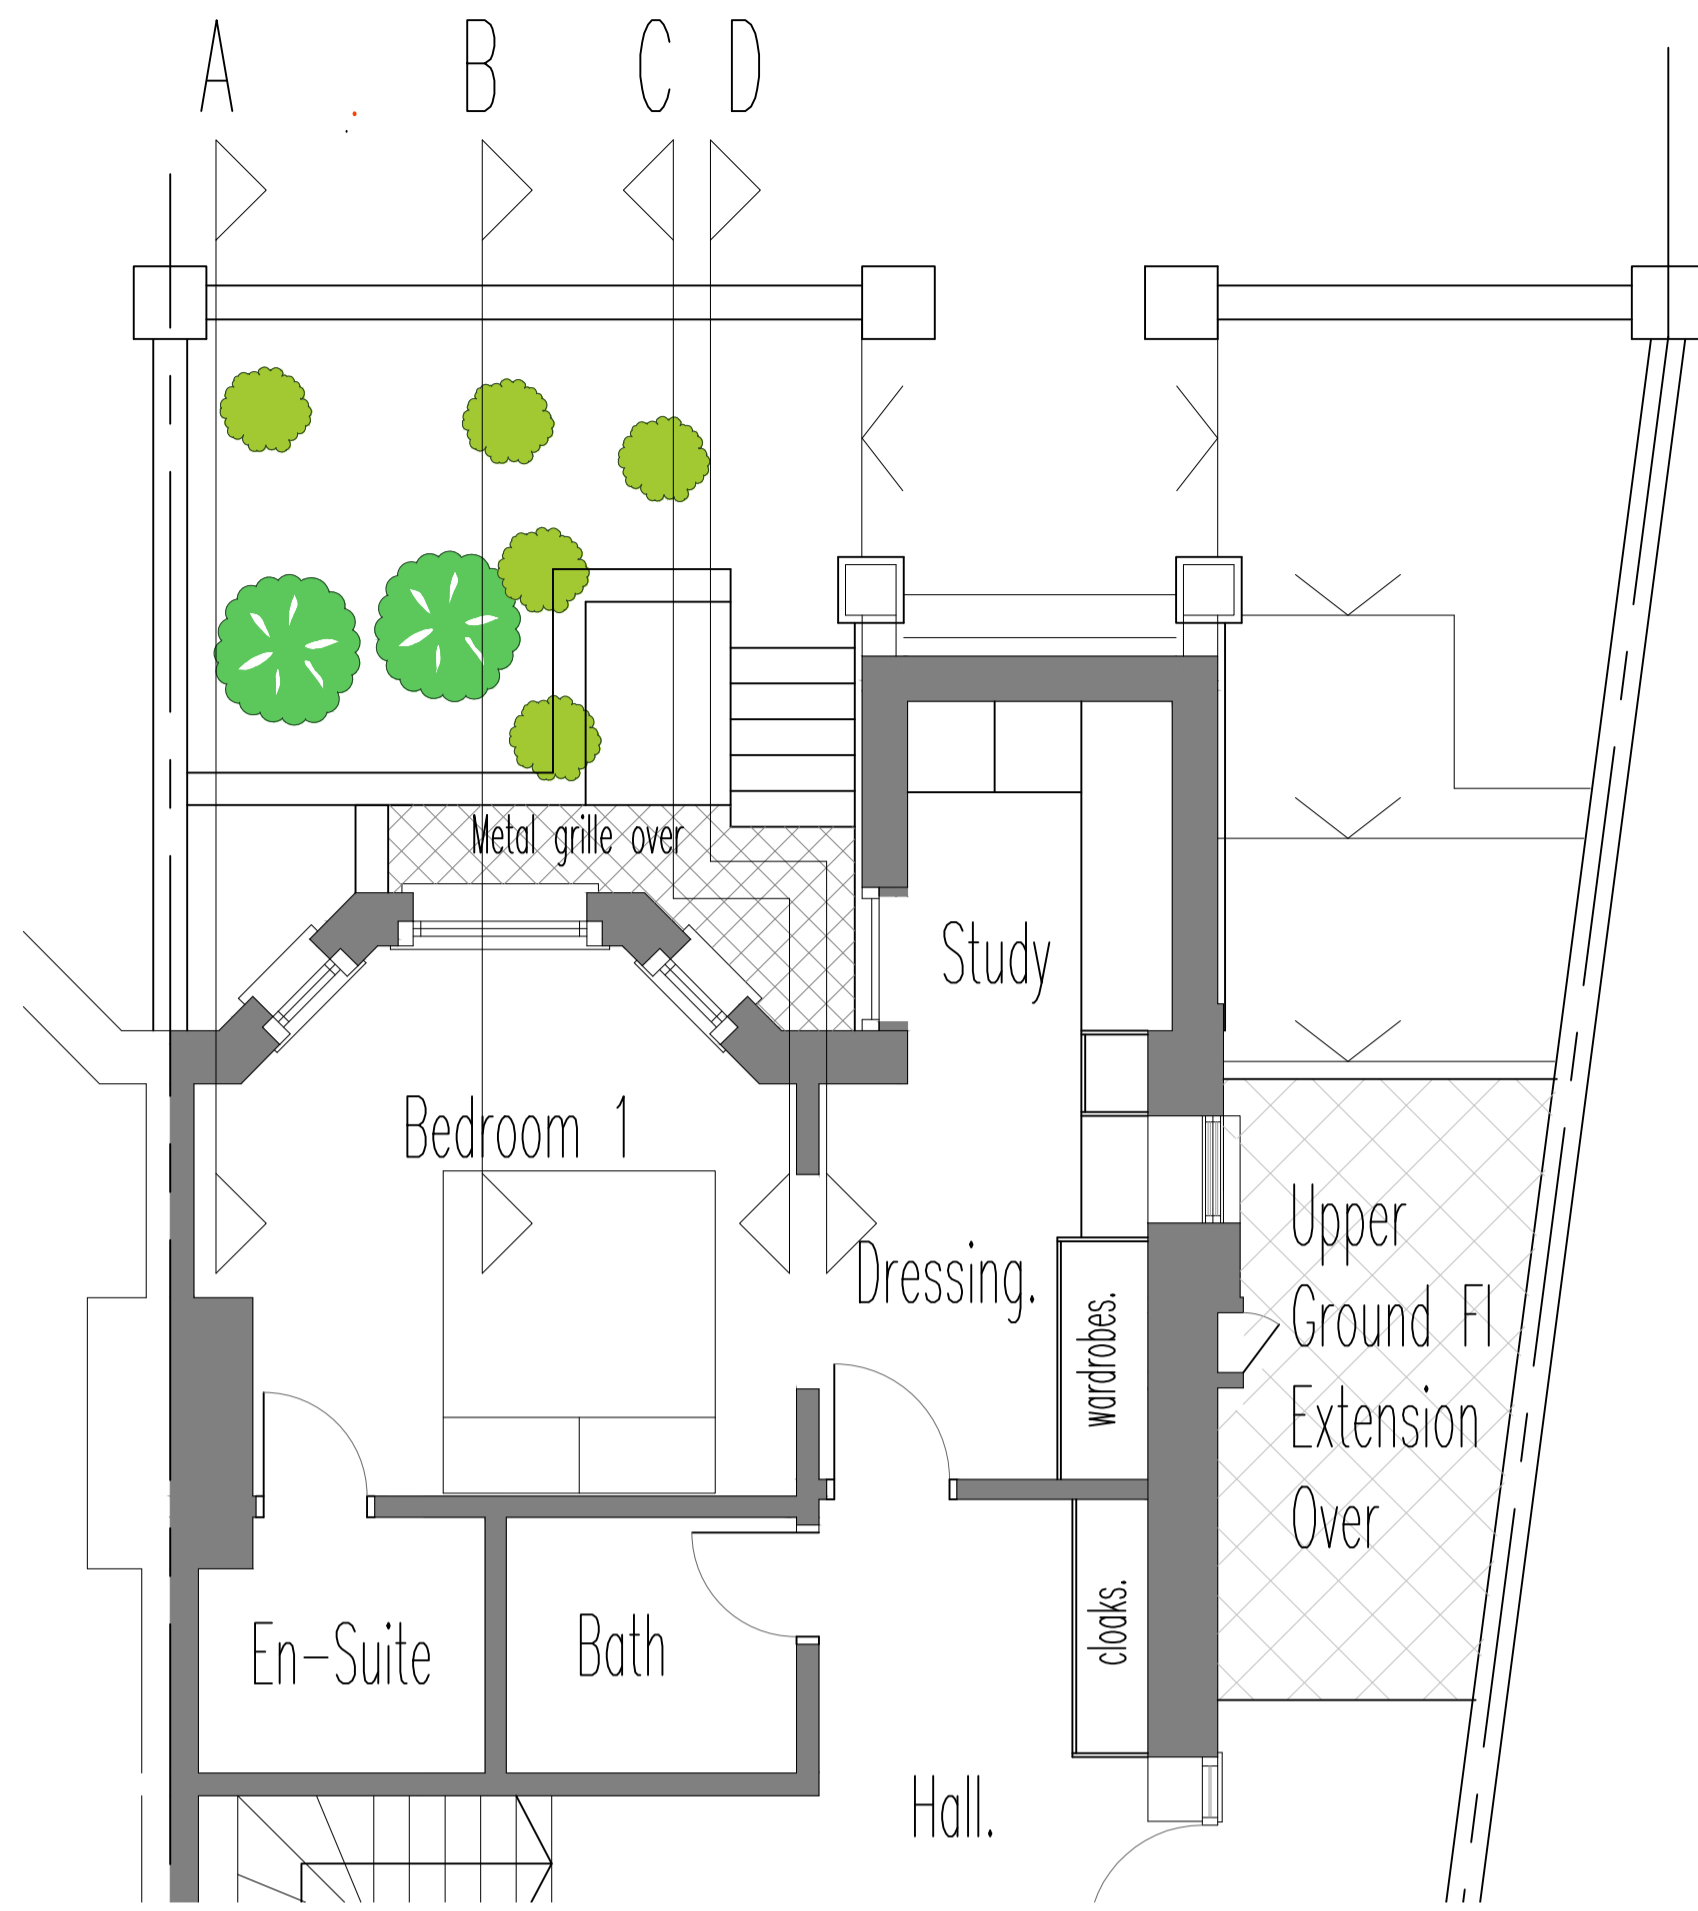 A
B
C
D
Metal grille over
Study
Bedroom 1
Dressing.
wardrobes.
Upper
Ground Fl
Extension
Over
En-Suite
Bath
cloaks.
Hall.